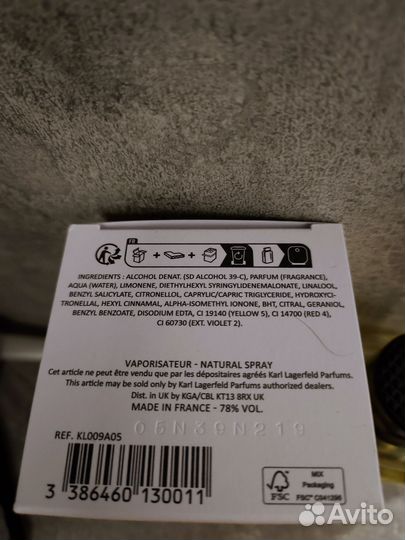 FR
INGREDIENTS : ALCOHOL DENAT. (SD ALCOHOL 39-C), PARFUM (FRAGRANCE),
AQUA (WATER), LIMONENE, DIETHYLHEXYL SYRINGYLIDENEMALONATE, LINALOOL,
BENZYL SALICYLATE, CITRONELLOL, CAPRYLIC/CAPRIC TRIGLYCERIDE, HYDROXYCI-
TRONELLAL, HEXYL CINNAMAL, ALPHA-ISOMETHYL IONONE, BHT, CITRAL, GERANIOL,
BENZYL BENZOATE, DISODIUM EDTA, CI 19140 (YELLOW 5), CI 14700 (RED 4),
CI 60730 (EXT. VIOLET 2).
VAPORISATEUR - NATURAL SPRAY
Cet article ne peut être vendu que par les dépositaires agréés Karl Lagerfeld Parfums.
This article may be sold only by Karl Lagerfeld Parfums authorized dealers.
Dist. in UK by KGA/CBL KT13 8RX UK
MADE IN FRANCE - 78% VOL.
05N39N219
REF. KL009A05
3 386460 130011
FSC
MIX
Packaging
FSC® C041286
Avito